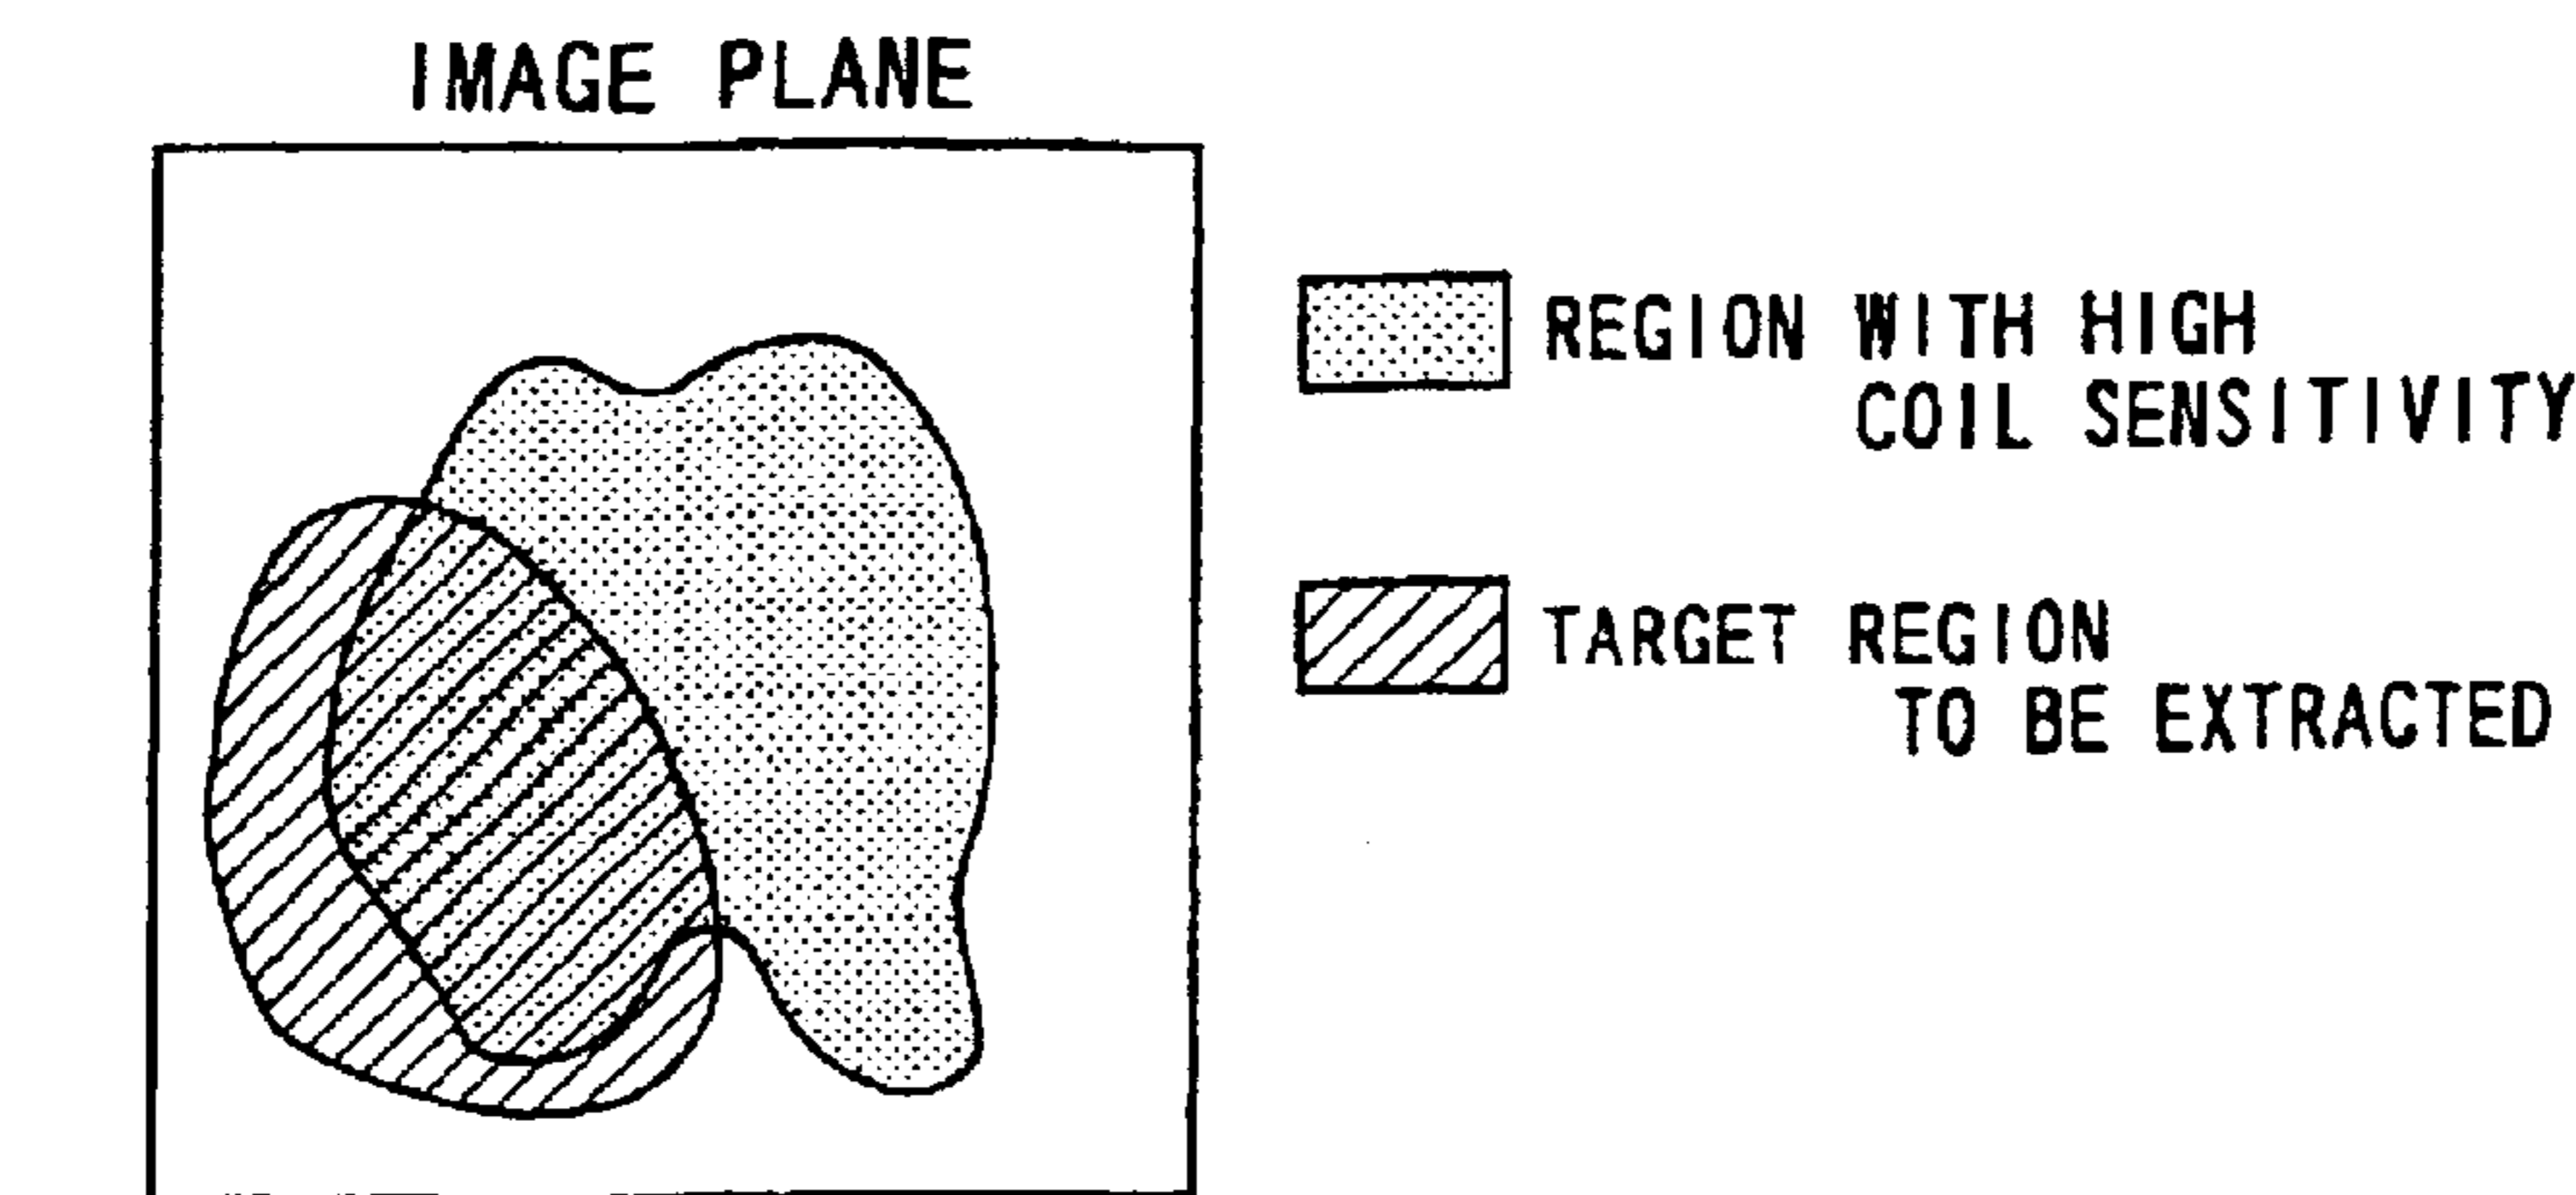 IMAGE PLANE
REGION WITH HIGH
COIL SENSITIVITY
TARGET REGION
TO BE EXTRACTED